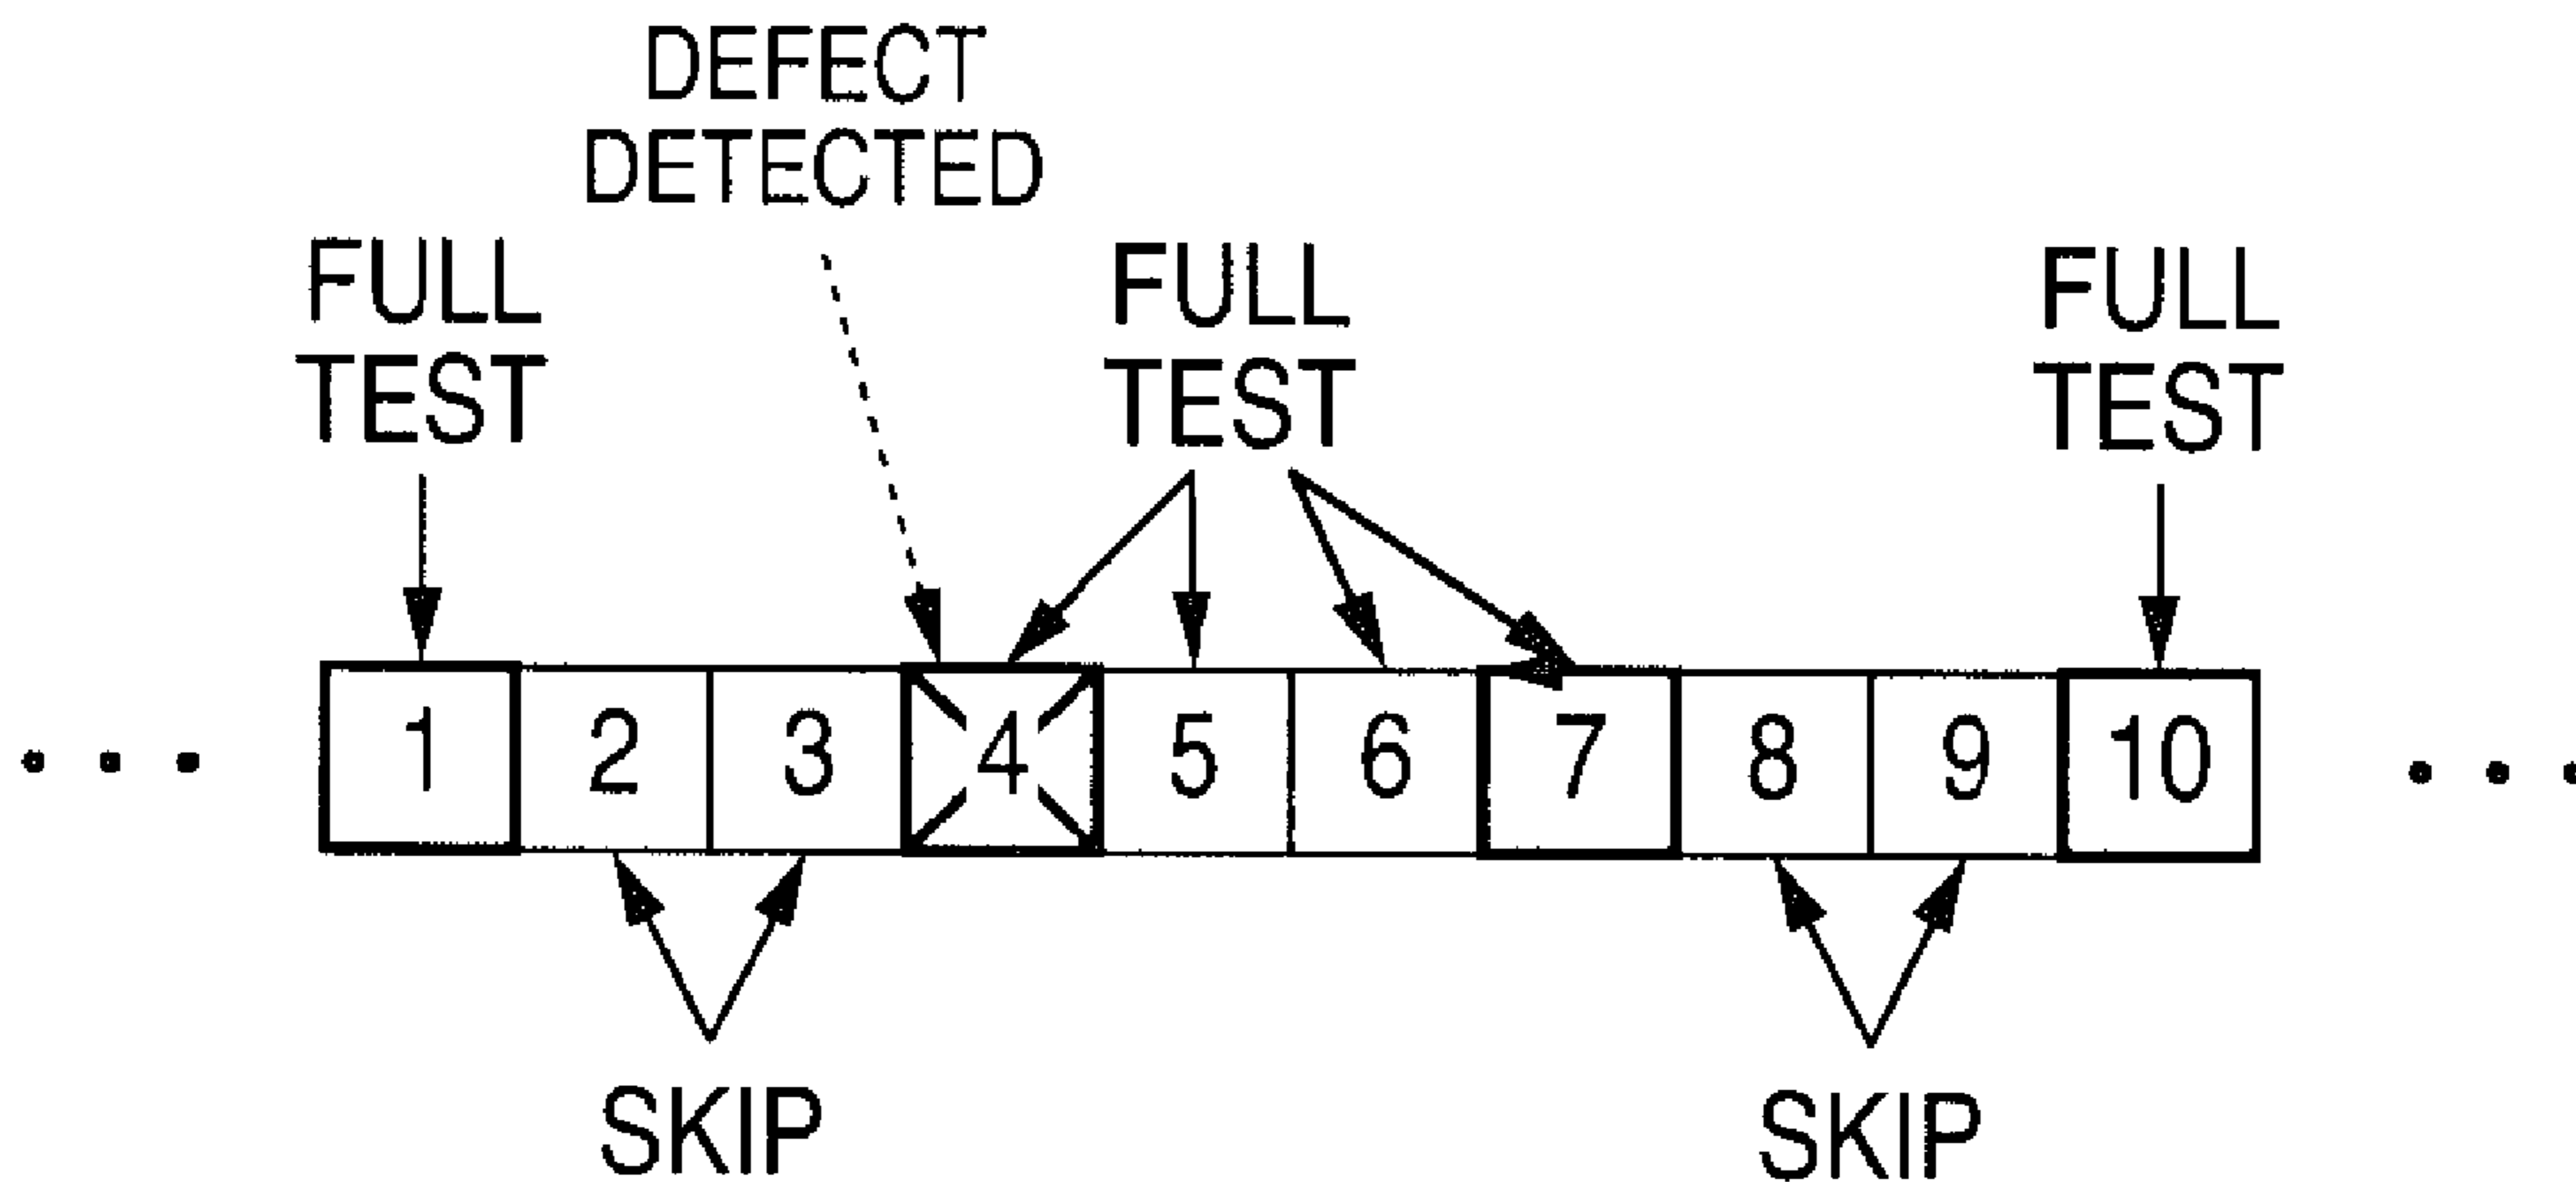 DEFECT
DETECTED
FULL
TEST
FULL
TEST
FULL
TEST
1 2 3 4 5 6 7 8 9 10
SKIP
SKIP